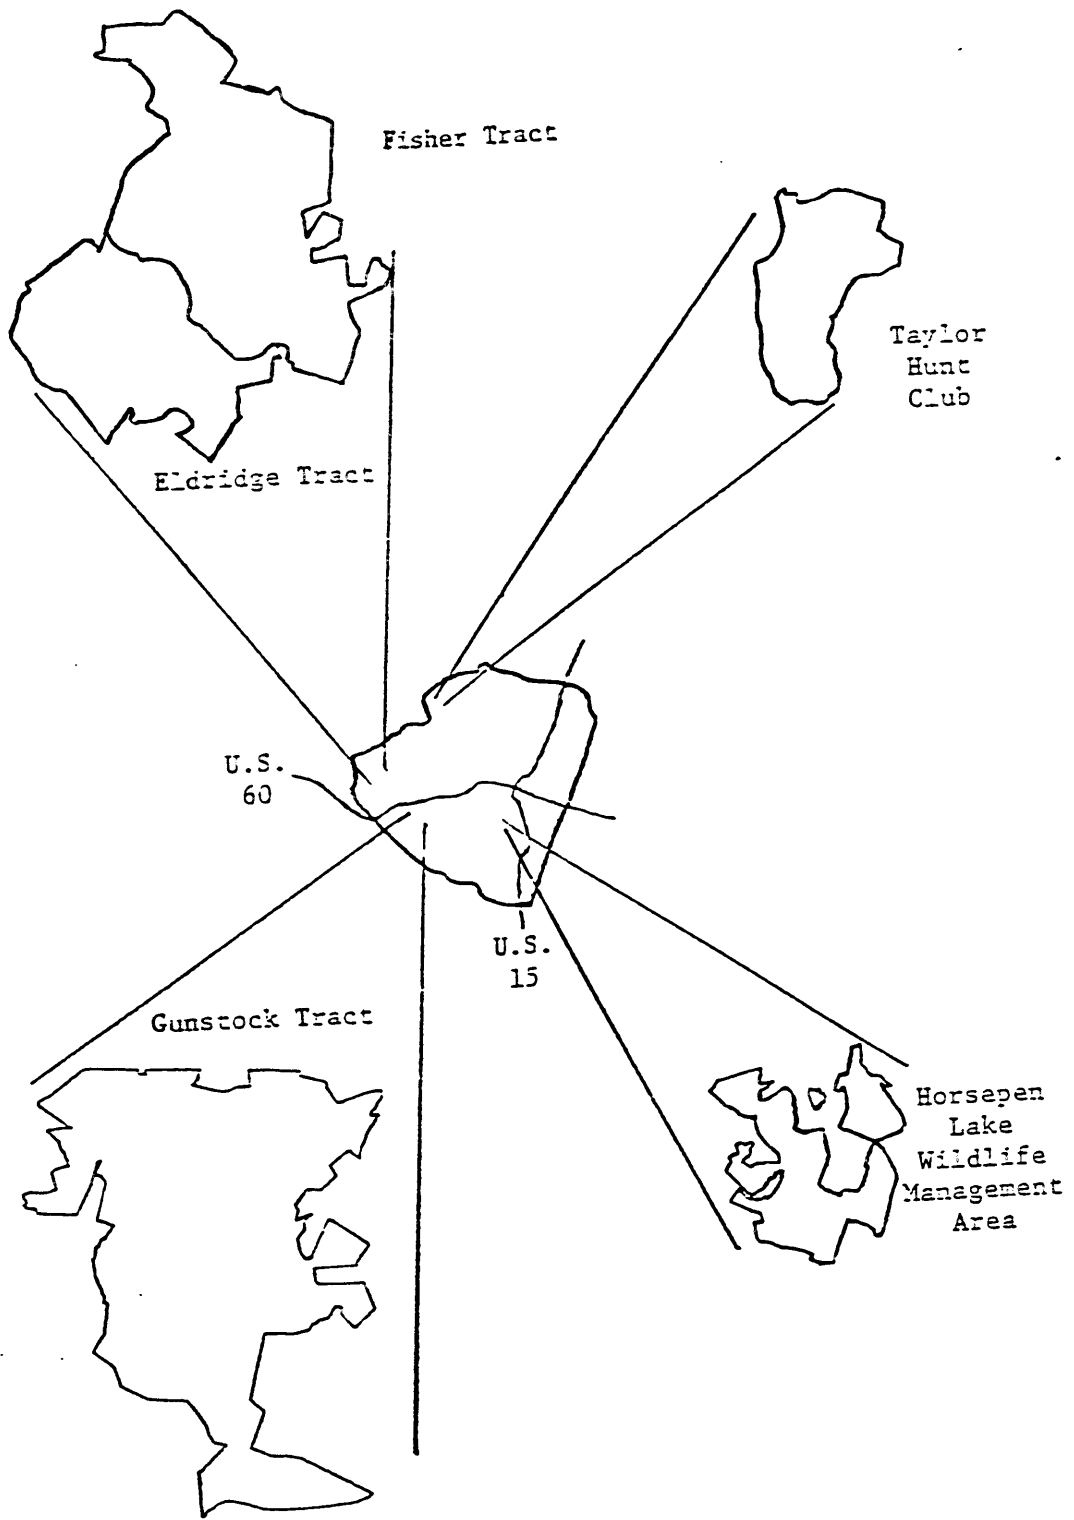 Fisher Tract
Taylor
Hunt
Club
Eldridge Tract
U.S.
60
U.S.
15
Gunstock Tract
Horsepen
Lake
Wildlife
Management
Area